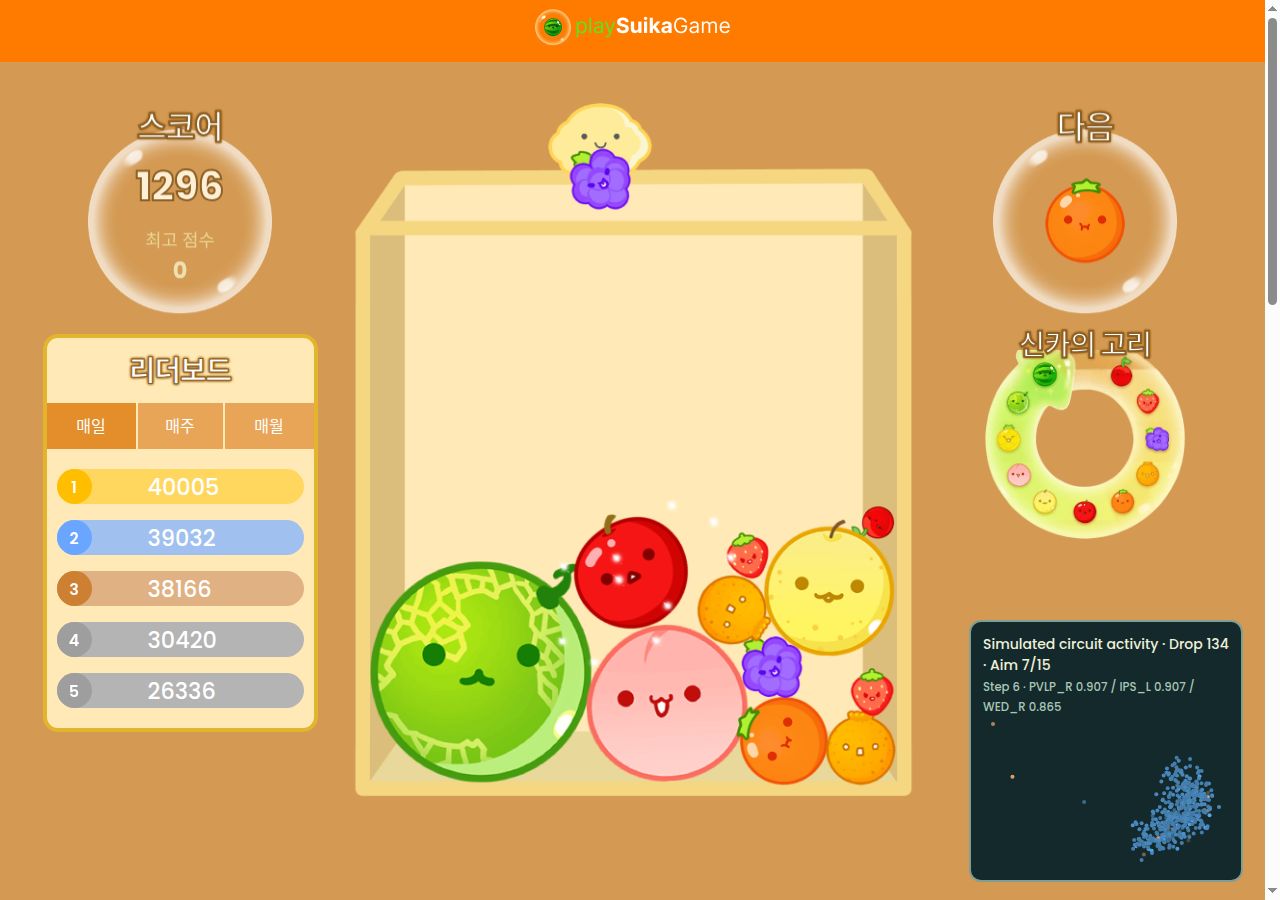 playSuikaGame
스코어
1296
최고 점수
0
다음
신카의 고리
리더보드
매일 매주 매월
1 40005
2 39032
3 38166
4 30420
5 26336
Simulated circuit activity · Drop 134
· Aim 7/15
Step 6 · PVLP_R 0.907 / IPS_L 0.907 /
WED_R 0.865